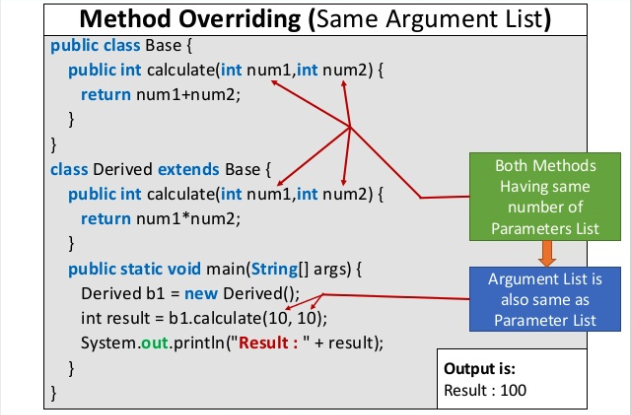 Method Overriding (Same Argument List)
public class Base {
public int calculate(int num1,int num2) {
return num1+num2;
}
}
class Derived extends Base {
public int calculate(int num1,int num2) {
return num1*num2;
}
public static void main(String[] args) {
Derived b1 = new Derived();
int result = b1.calculate(10, 10);
System.out.println("Result : " + result);
}
}
Both Methods
Having same
number of
Parameters List
Argument List is
also same as
Parameter List
Output is:
Result : 100